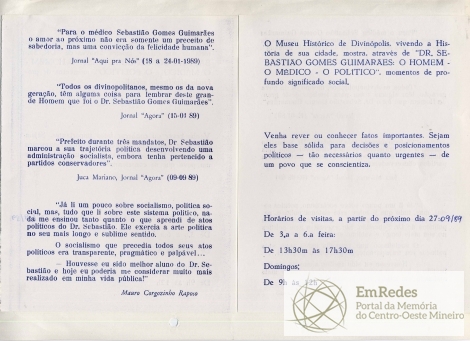 "Para o médico Sebastião Gomes Guimarães
o amor ao próximo não era somente um preceito de
sabedoria, mas uma convicção da felicidade humana".
Jornal "Aqui pra Nós" (18 a 24-01-1989)
"Todos os divinopolitanos, mesmo os da nova
geração, têm alguma coisa para lembrar deste gran-
de Homem que foi o Dr. Sebastião Gomes Guimarães".
Jornal "Agora" (15-01 89)
"Prefeito durante três mandatos, Dr. Sebastião
marcou a sua trajetória política desenvolvendo uma
administração socialista, embora tenha pertencido a
partidos conservadores".
Juca Mariano, Jornal "Agora" (09-09-89)
"Já li um pouco sobre socialismo, política so-
cial, mas, tudo que li sobre este sistema político, na-
da me ensinou tanto quanto o que aprendi de atos
políticos do Dr. Sebastião. Ele exercia a arte política
no seu mais longo e sublime sentido.
O socialismo que precedia todos seus atos
políticos era transparente, pragmático e palpável...
— Houvesse eu sido melhor aluno do Dr. Se-
bastião e hoje eu poderia me considerar muito mais
realizado em minha vida pública!"
Mauro Corgozinho Raposo
O Museu Histórico de Divinópolis, vivendo a His-
tória de sua cidade, mostra, através de "DR. SE-
BASTIÃO GOMES GUIMARÃES: O HOMEM -
O MÉDICO - O POLÍTICO", momentos de pro-
fundo significado social.
Venha rever ou conhecer fatos importantes. Sejam
eles base sólida para decisões e posicionamentos
políticos — tão necessários quanto urgentes — de
um povo que se conscientiza.
Horários de visitas. a partir do próximo dia 27/09/89
De 3.a a 6.a feira:
De 13h30m às 17h30m
Domingos:
De 9h às 12h
EmRedes
Portal da Memória
do Centro-Oeste Mineiro